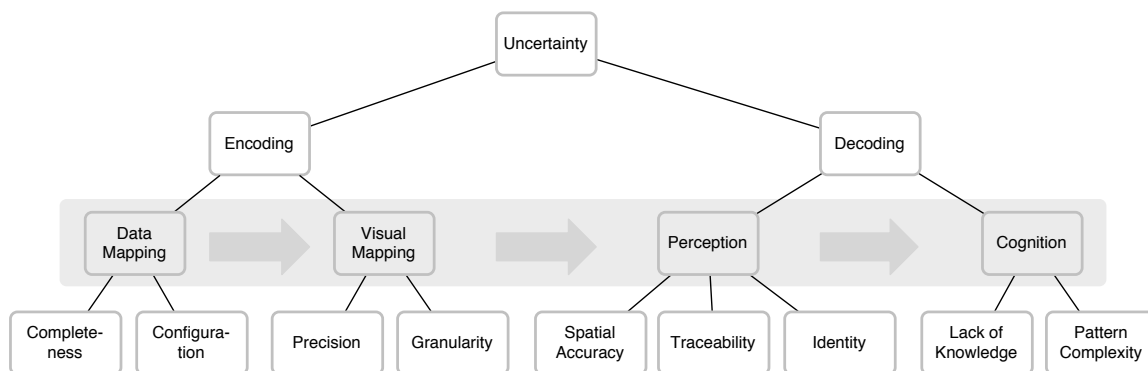 Uncertainty
Encoding
Decoding
Data
Mapping
Visual
Mapping
Perception
Cognition
Complete-
ness
Configura-
tion
Precision
Granularity
Spatial
Accuracy
Traceability
Identity
Lack of
Knowledge
Pattern
Complexity